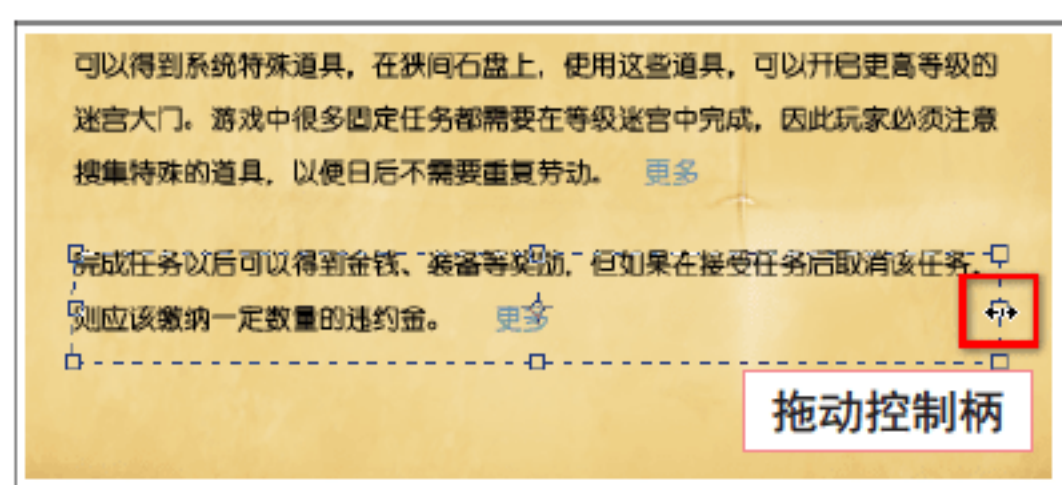 可以得到系统特殊道具，在狭间石盘上，使用这些道具，可以开启更高等级的
迷宫大门。游戏中很多固定任务都需要在等级迷宫中完成，因此玩家必须注意
搜集特殊的道具，以便日后不需要重复劳动。 更多
完成任务以后可以得到金钱、装备等奖励，但如果在接受任务后取消该任务，
则应该缴纳一定数量的违约金。 更多
拖动控制柄